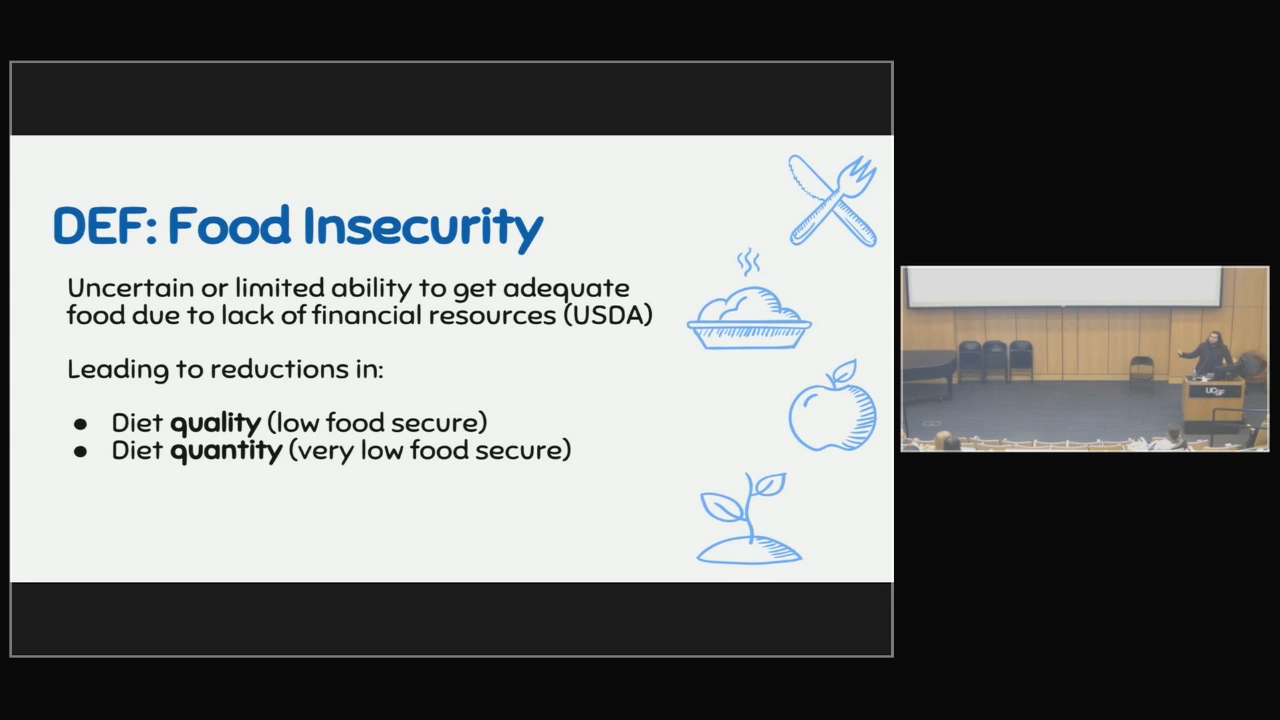 DEF: Food Insecurity
Uncertain or limited ability to get adequate
food due to lack of financial resources (USDA)
Leading to reductions in:
● Diet quality (low food secure)
● Diet quantity (very low food secure)
UCSF